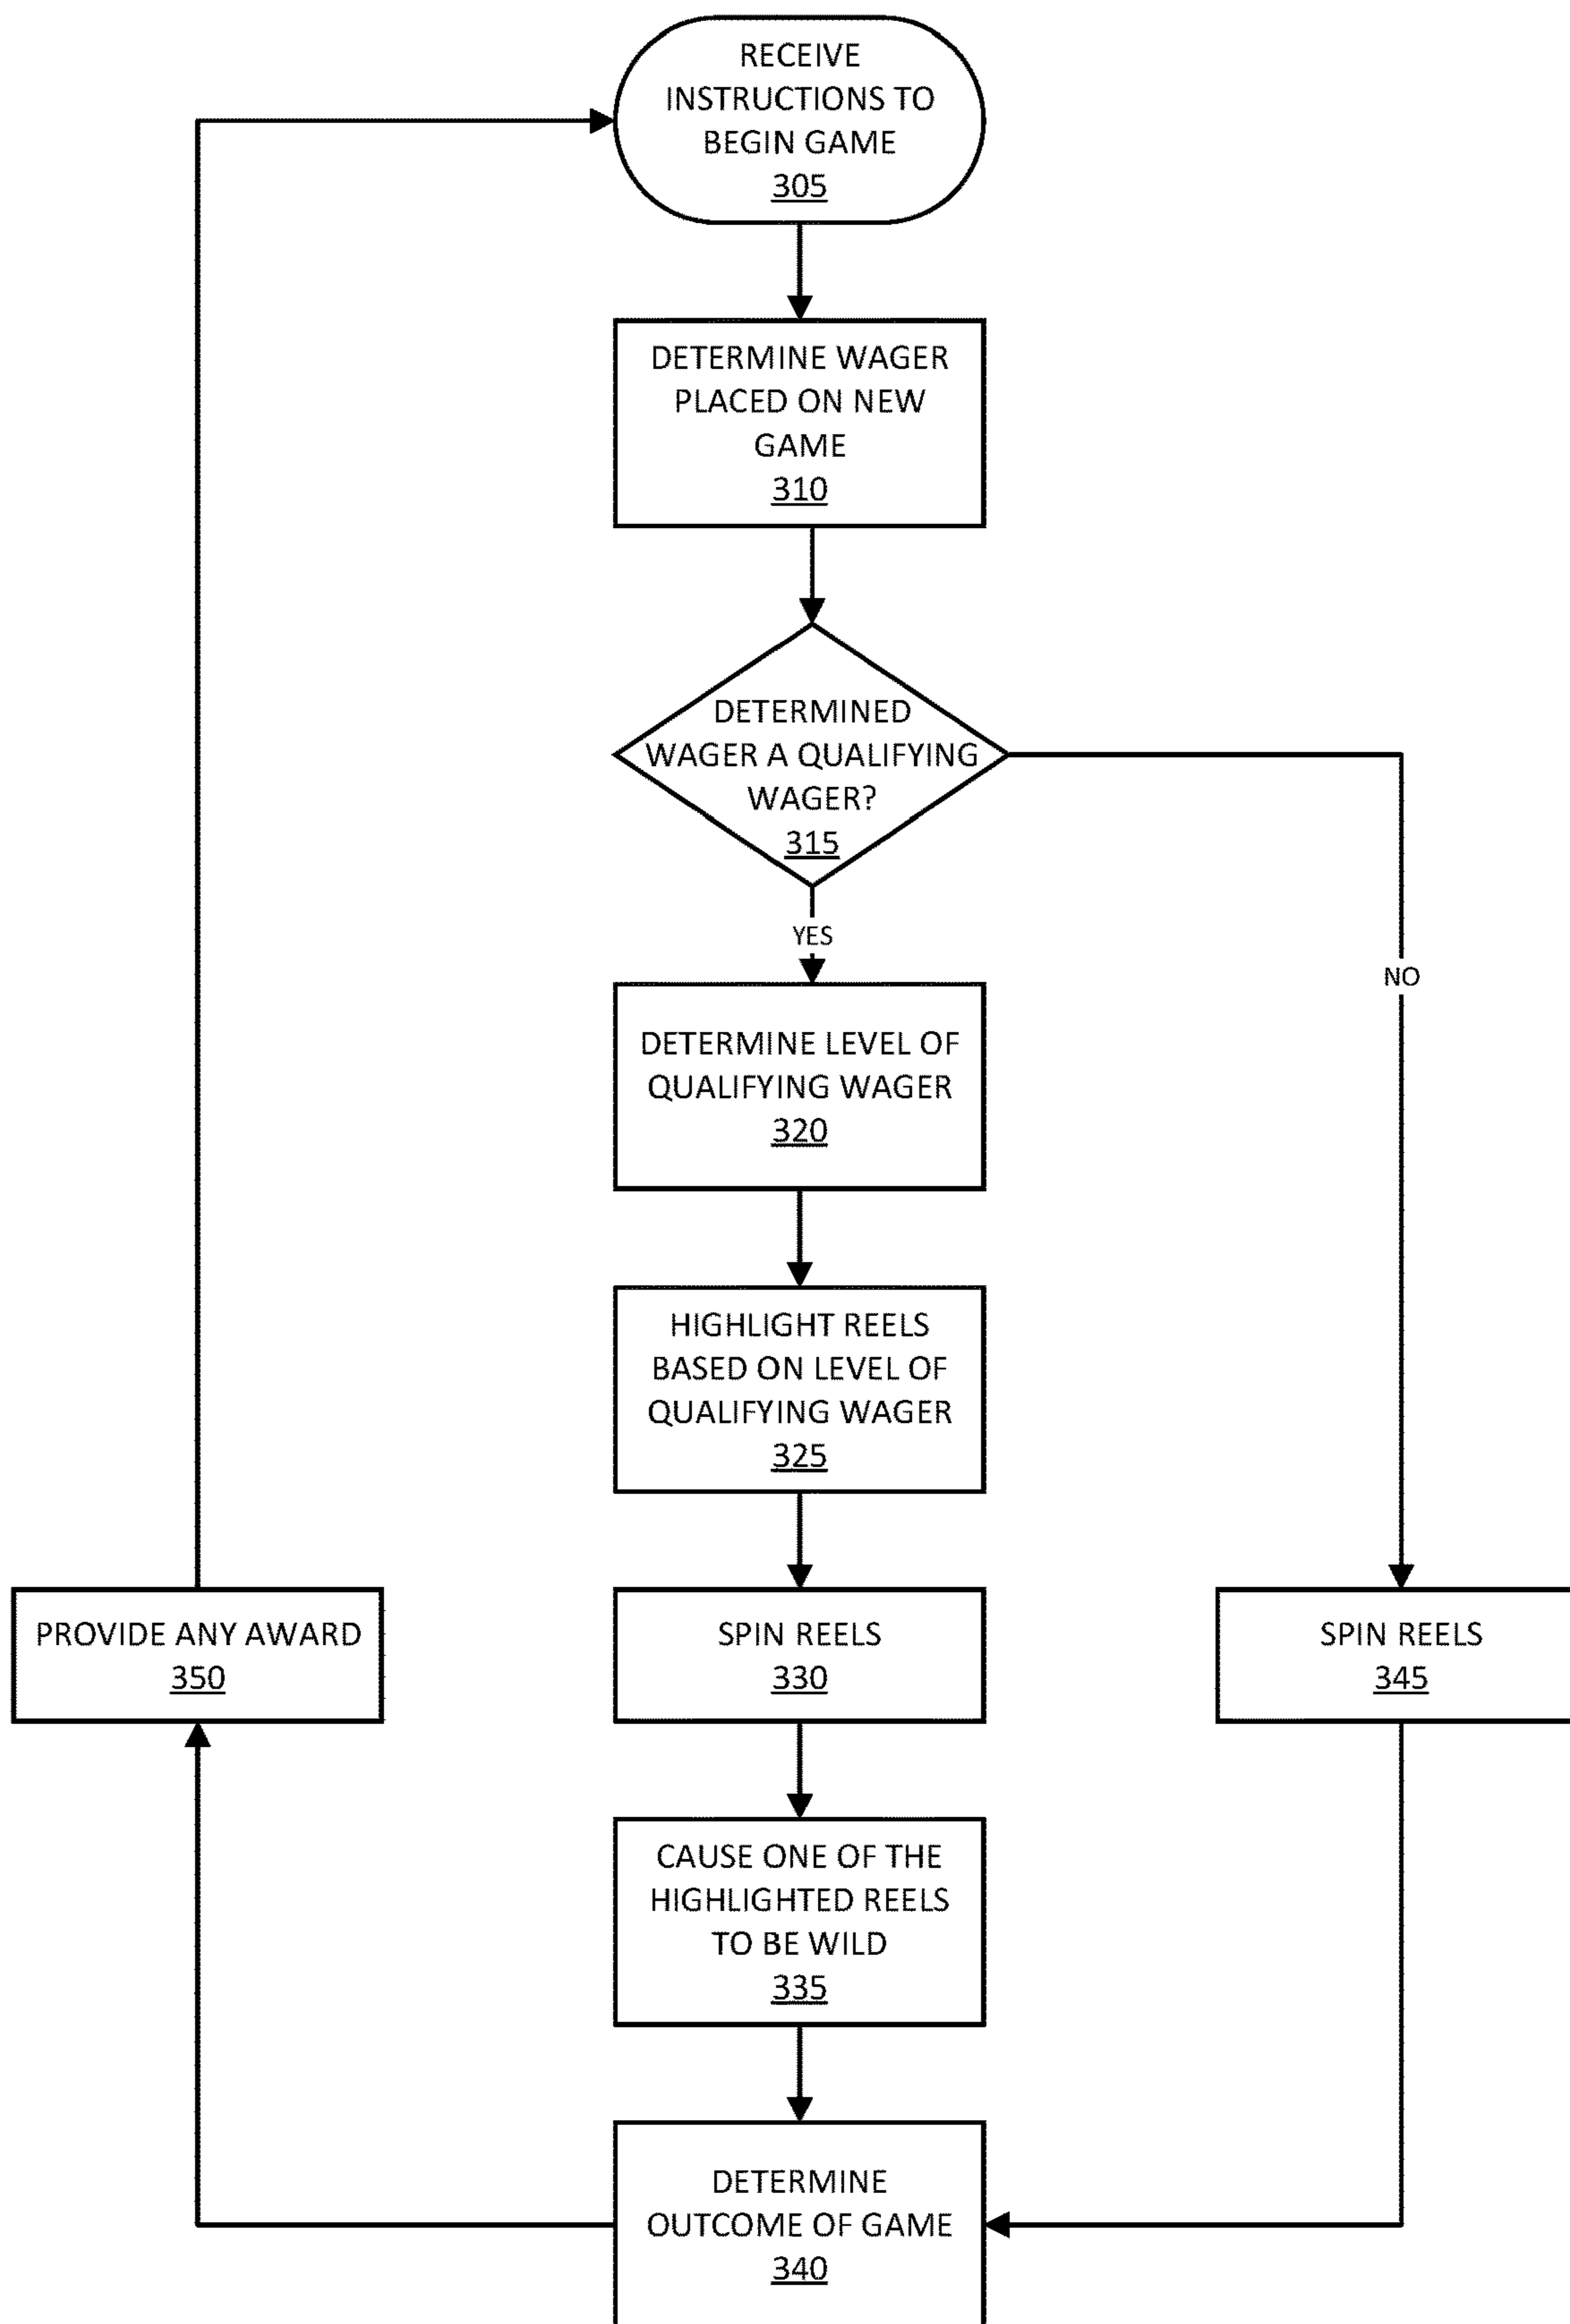 RECEIVE
INSTRUCTIONS TO
BEGIN GAME
305
DETERMINE WAGER
PLACED ON NEW
GAME
310
DETERMINED
WAGER A QUALIFYING
WAGER?
315
YES
NO
DETERMINE LEVEL OF
QUALIFYING WAGER
320
HIGHLIGHT REELS
BASED ON LEVEL OF
QUALIFYING WAGER
325
PROVIDE ANY AWARD
350
SPIN REELS
330
SPIN REELS
345
CAUSE ONE OF THE
HIGHLIGHTED REELS
TO BE WILD
335
DETERMINE
OUTCOME OF GAME
340